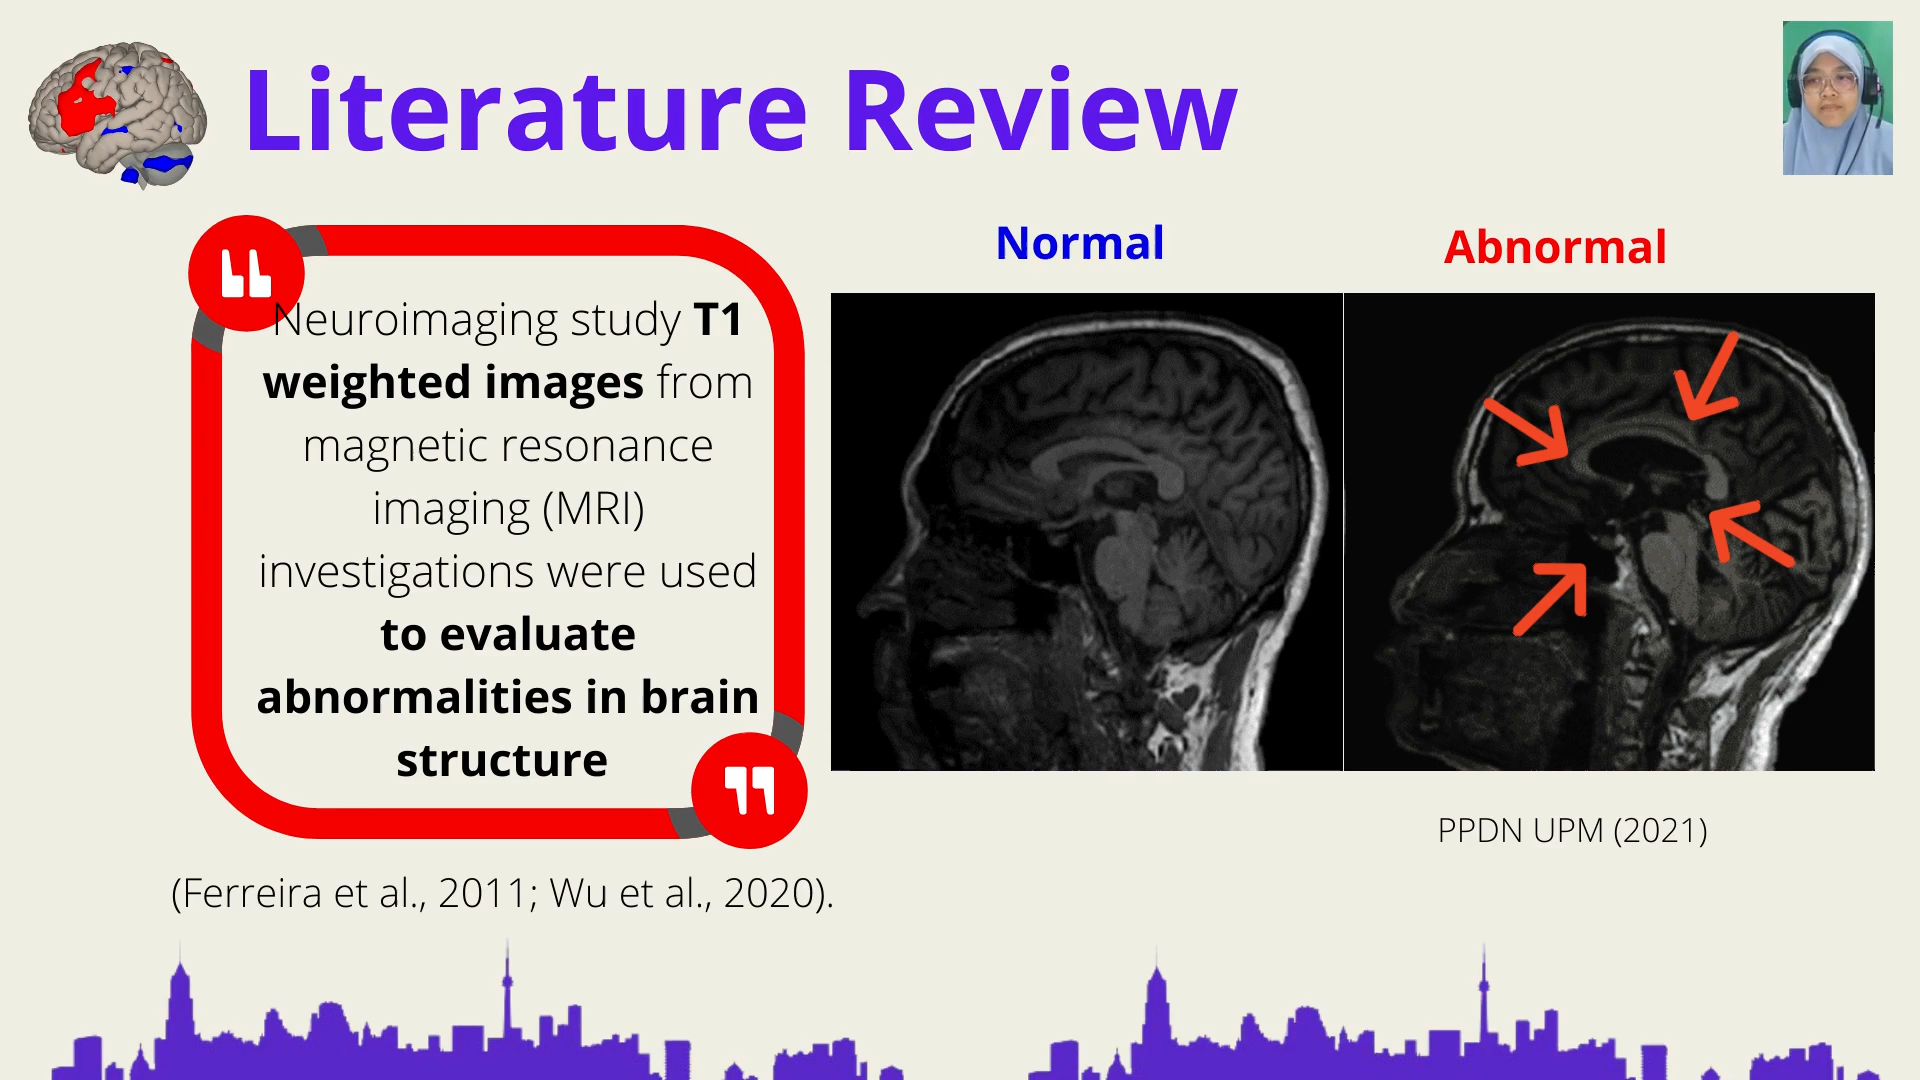 Literature Review
Neuroimaging study T1
weighted images from
magnetic resonance
imaging (MRI)
investigations were used
to evaluate
abnormalities in brain
structure
(Ferreira et al., 2011; Wu et al., 2020).
Normal
Abnormal
PPDN UPM (2021)